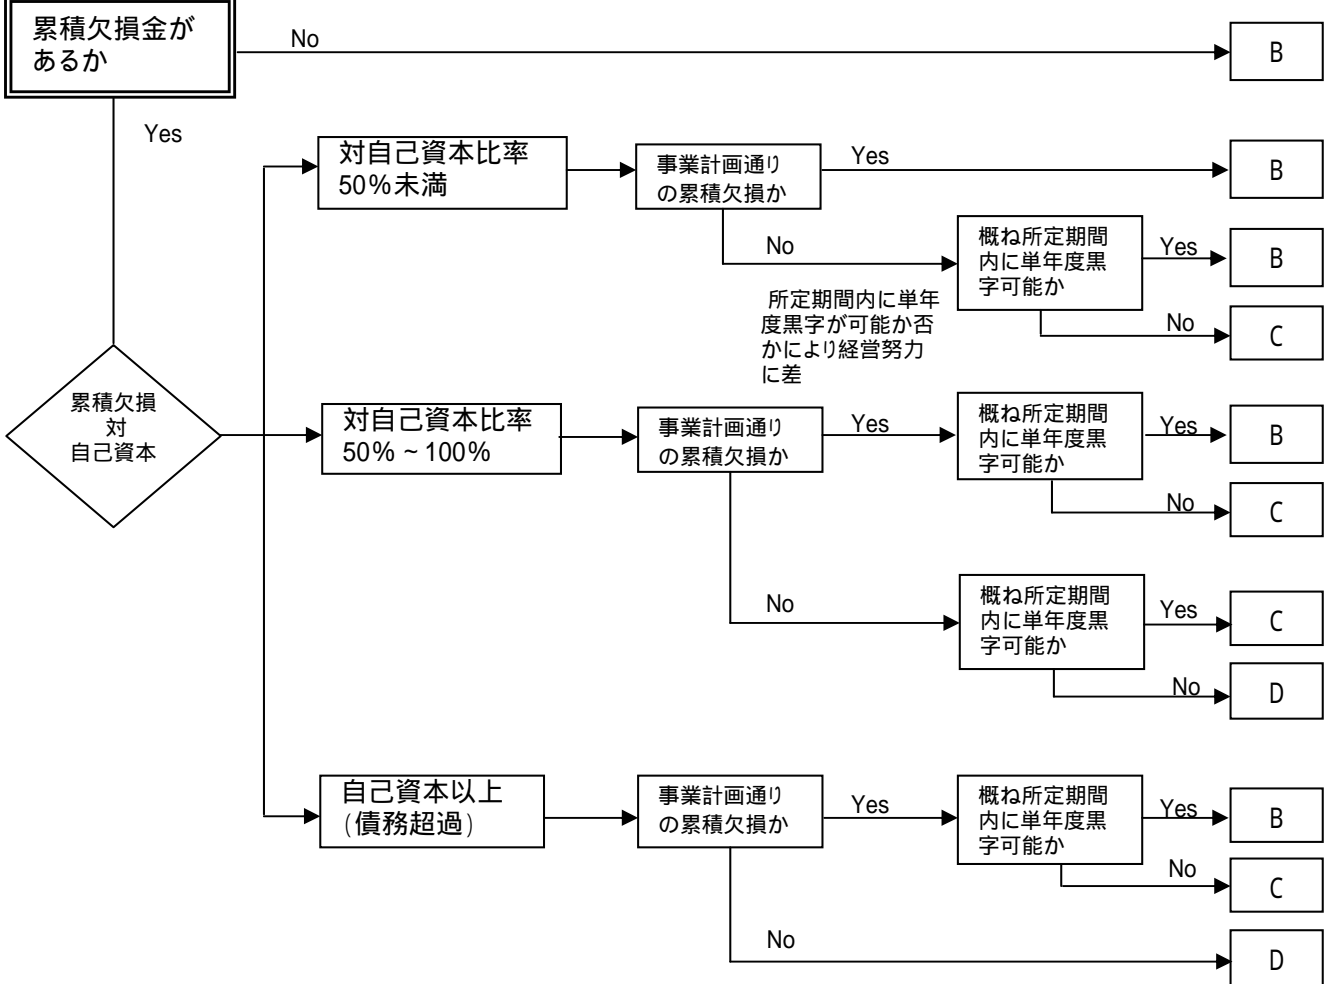 累積欠損金が
あるか
No
B
Yes
対自己資本比率
50%未満
事業計画通り
の累積欠損か
Yes
B
No
概ね所定期間
内に単年度黒
字可能か
Yes
B
No
C
所定期間内に単年
度黒字が可能か否
かにより経営努力
に差
累積欠損
対
自己資本
対自己資本比率
50%~100%
事業計画通り
の累積欠損か
Yes
概ね所定期間
内に単年度黒
字可能か
Yes
B
No
C
No
概ね所定期間
内に単年度黒
字可能か
Yes
C
No
D
自己資本以上
(債務超過)
事業計画通り
の累積欠損か
Yes
概ね所定期間
内に単年度黒
字可能か
Yes
B
No
C
No
D